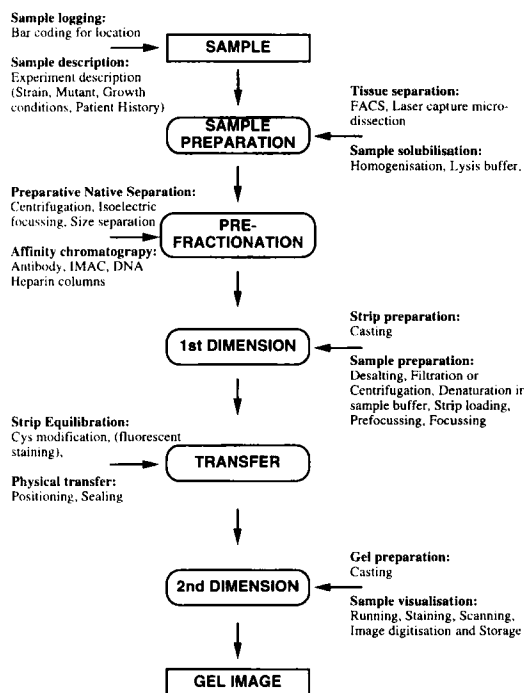 Sample logging:
Bar coding for location
SAMPLE
Sample description:
Experiment description
(Strain, Mutant, Growth
conditions, Patient History)
Tissue separation:
FACS, Laser capture micro-
dissection
SAMPLE
PREPARATION
Sample solubilisation:
Homogenisation, Lysis buffer,
Preparative Native Separation:
Centrifugation, Isoelectric
focussing, Size separation
PRE-
FRACTIONATION
Affinity chromatograpy:
Antibody, IMAC, DNA
Heparin columns
Strip preparation:
Casting
1st DIMENSION
Sample preparation:
Desalting, Filtration or
Centrifugation, Denaturation in
sample buffer, Strip loading,
Prefocussing, Focussing
Strip Equilibration:
Cys modification, (fluorescent
staining),
TRANSFER
Physical transfer:
Positioning, Sealing
Gel preparation:
Casting
2nd DIMENSION
Sample visualisation:
Running, Staining, Scanning,
Image digitisation and Storage
GEL IMAGE